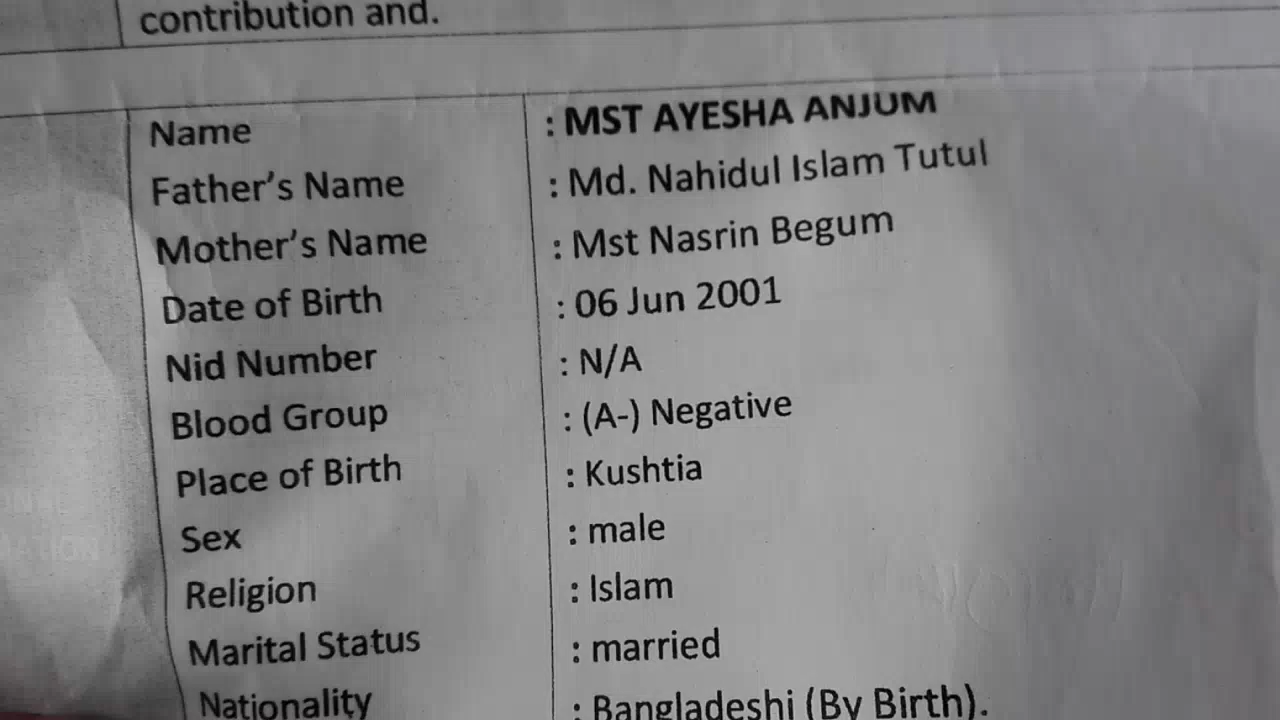 contribution and.
Name : MST AYESHA ANJUM
Father's Name : Md. Nahidul Islam Tutul
Mother's Name : Mst Nasrin Begum
Date of Birth : 06 Jun 2001
Nid Number : N/A
Blood Group : (A-) Negative
Place of Birth : Kushtia
Sex : male
Religion : Islam
Marital Status : married
Nationality : Bangladeshi (By Birth).